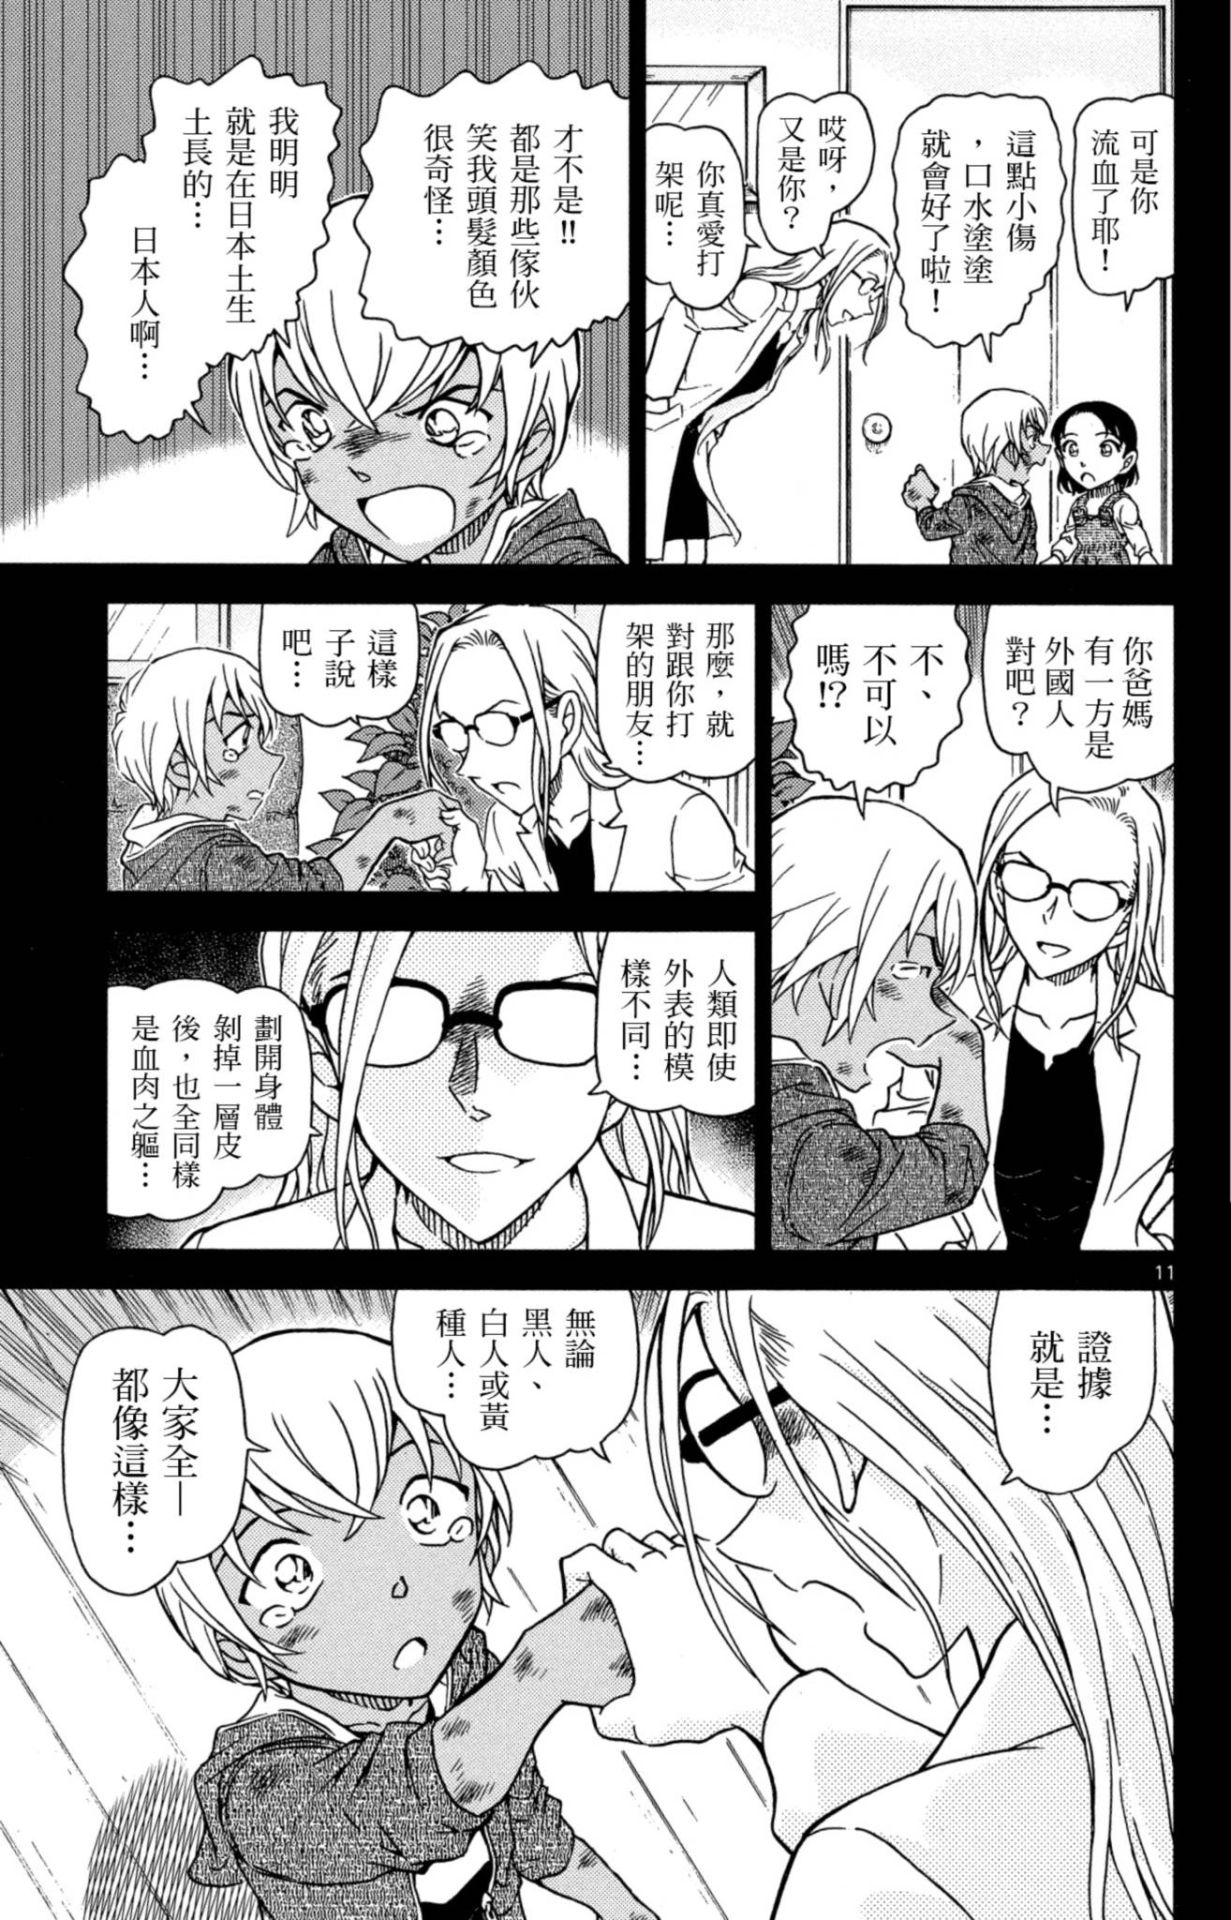 可是你
流血了耶！
這點小傷
，口水塗塗
就會好了啦！
哎呀，
又是你？
你真愛打
架呢…
才不是!!
都是那些傢伙
笑我頭髮顏色
很奇怪…
我明明
就是在日本土生
土長的…
日本人啊…
你爸媽
有一方是
外國人
對吧？
不、
不可以
嗎!?
那麼，就
對跟你打
架的朋友…
這樣
子說
吧…
人類即使
外表的模
樣不同…
劃開身體
剝掉一層皮
後，也全同樣
是血肉之軀…
11
證據
就是…
無論
黑人、
白人或黃
種人…
大家全—
都像這樣…